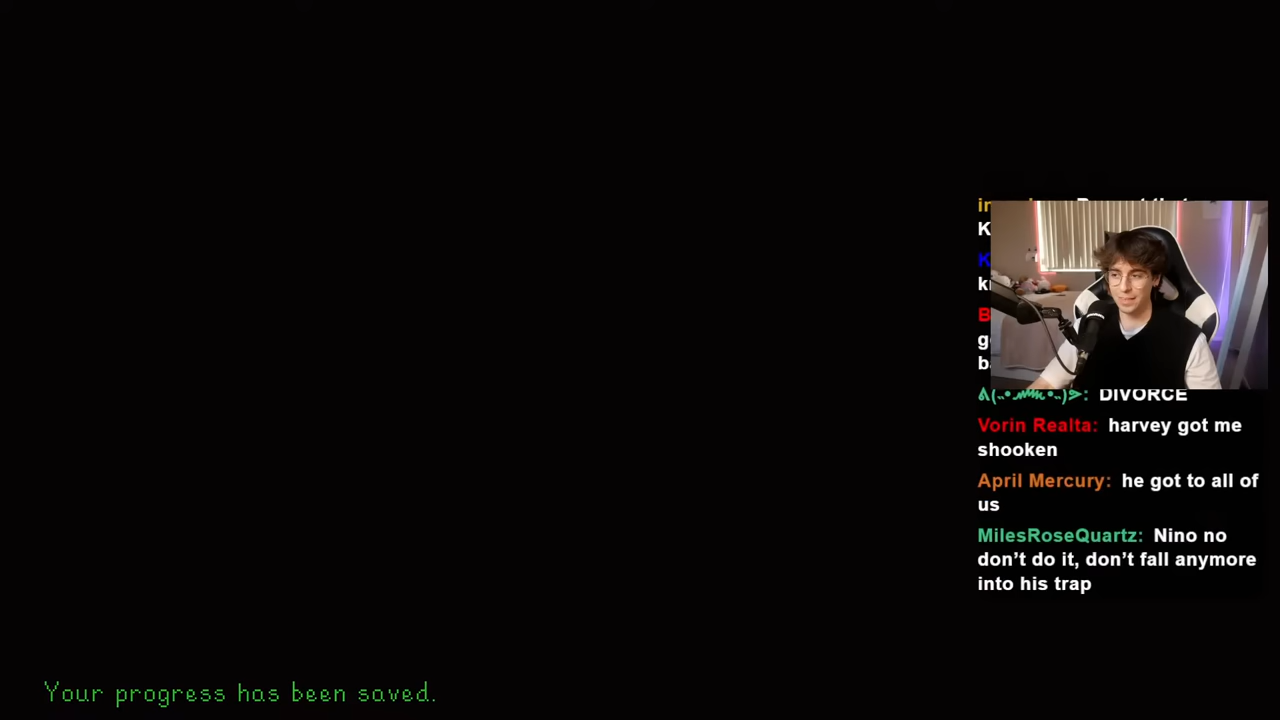 K
DIVORCE
Vorin Realta: harvey got me
shooken
April Mercury: he got to all of
us
MilesRoseQuartz: Nino no
don't do it, don't fall anymore
into his trap
Your progress has been saved.